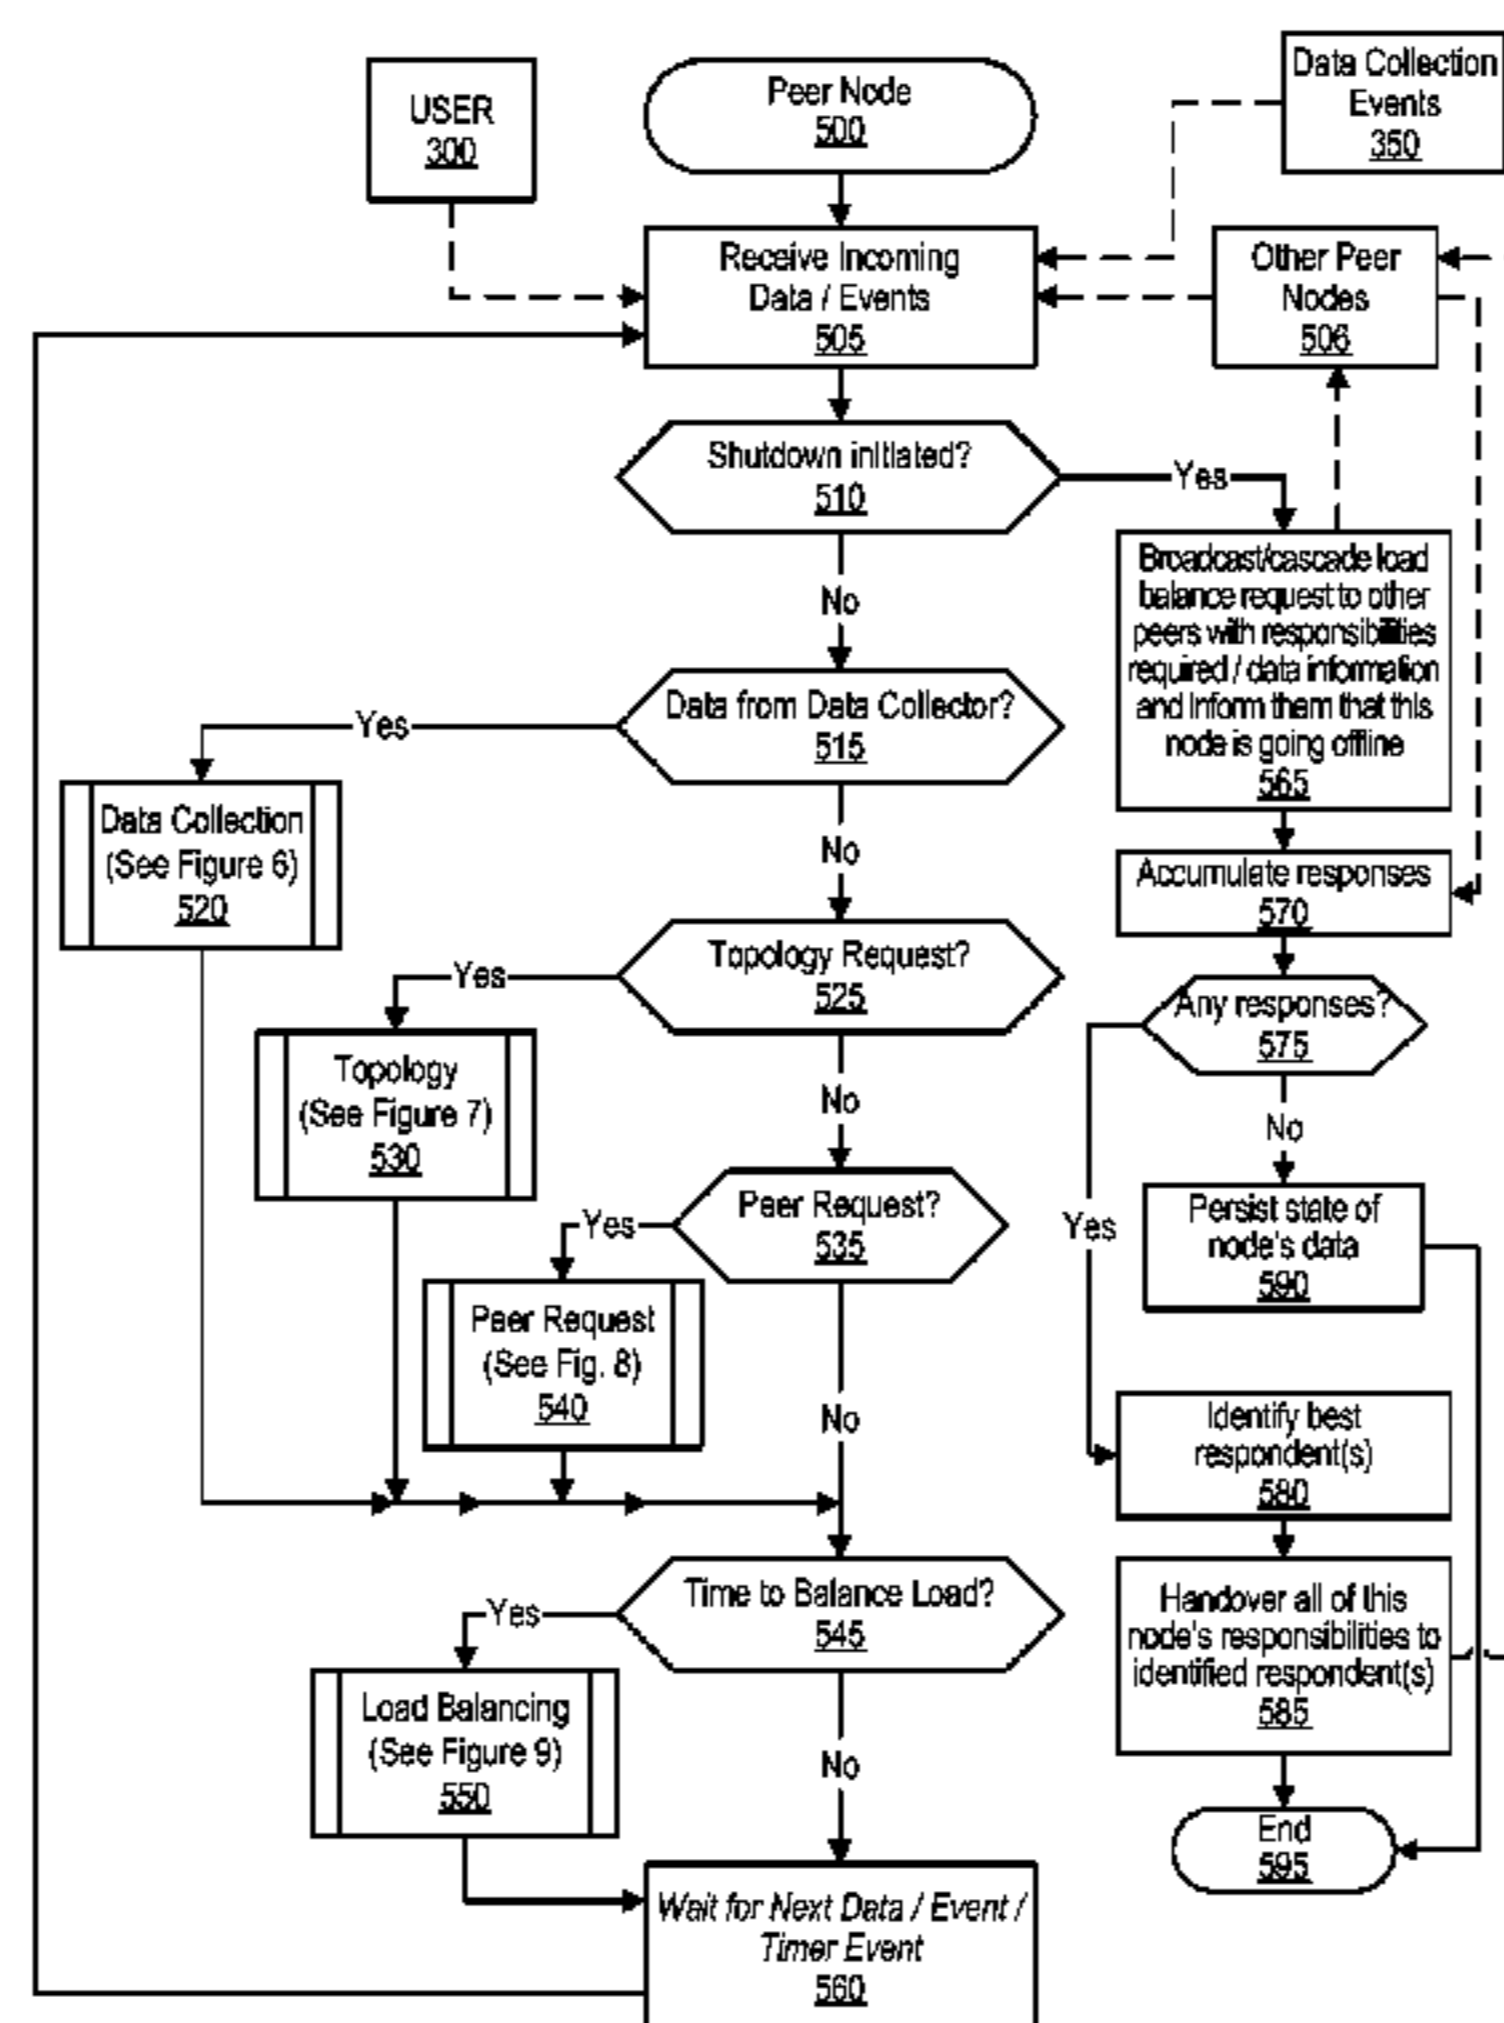 USER
300
Peer Node
500
Data Collection
Events
350
Receive Incoming
Data / Events
505
Other Peer
Nodes
506
Shutdown initiated?
510
Yes
No
Broadcast/cascade load
balance request to other
peers with responsibilities
required / data information
and inform them that this
node is going offline
565
Data from Data Collector?
515
Yes
No
Data Collection
(See Figure 6)
520
Accumulate responses
570
Topology Request?
525
Yes
No
Topology
(See Figure 7)
530
Any responses?
575
No
Yes
Peer Request?
535
Yes
No
Persist state of
node's data
590
Peer Request
(See Fig. 8)
540
Identify best
respondent(s)
580
Time to Balance Load?
545
Yes
No
Handover all of this
node's responsibilities to
identified respondent(s)
585
Load Balancing
(See Figure 9)
550
End
595
Wait for Next Data / Event /
Timer Event
560